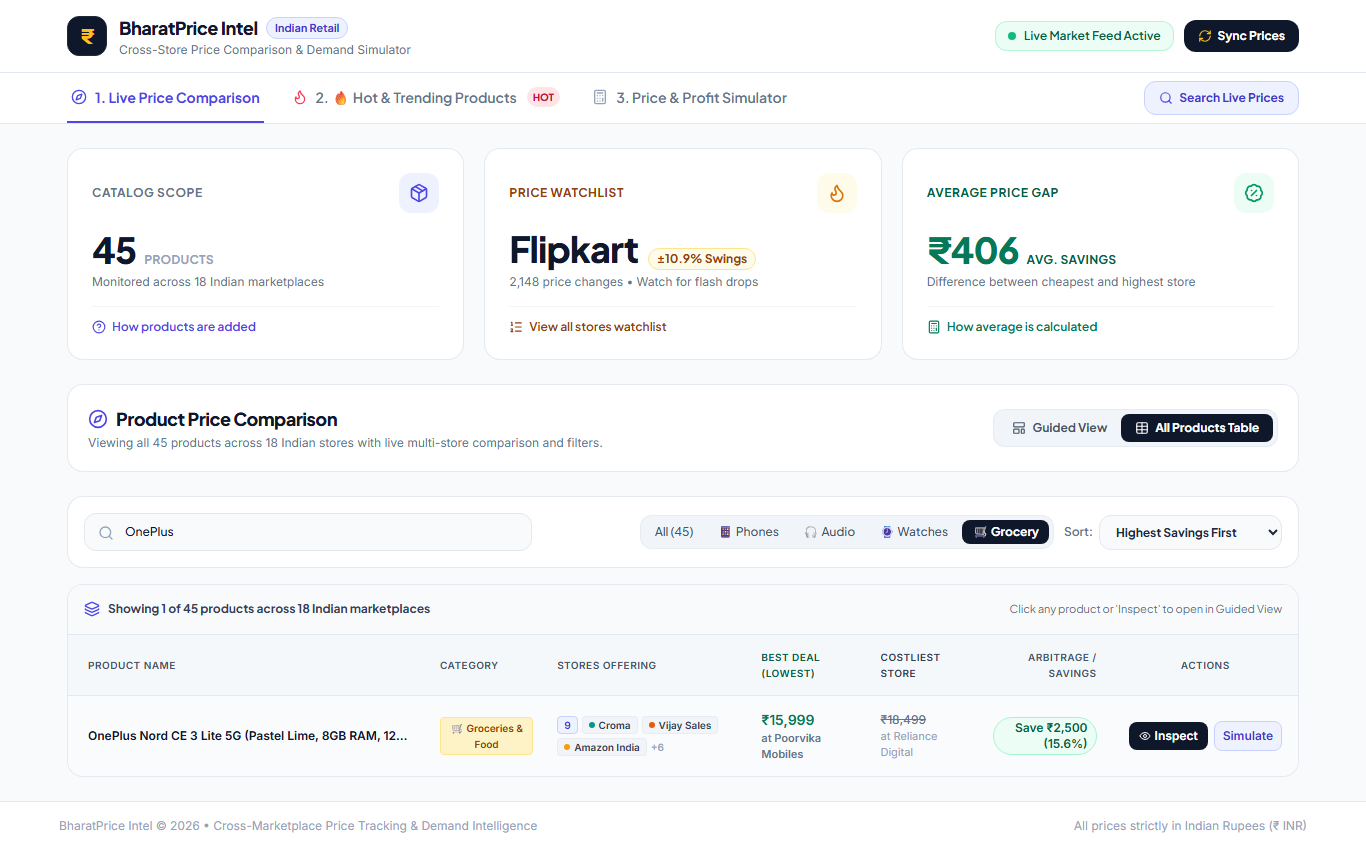 ₹
BharatPrice Intel
Indian Retail
Cross-Store Price Comparison & Demand Simulator
Live Market Feed Active
Sync Prices
1. Live Price Comparison
2. 🔥 Hot & Trending Products
HOT
3. Price & Profit Simulator
Search Live Prices
CATALOG SCOPE
45 PRODUCTS
Monitored across 18 Indian marketplaces
How products are added
PRICE WATCHLIST
Flipkart ±10.9% Swings
2,148 price changes • Watch for flash drops
View all stores watchlist
AVERAGE PRICE GAP
₹406 AVG. SAVINGS
Difference between cheapest and highest store
How average is calculated
Product Price Comparison
Viewing all 45 products across 18 Indian stores with live multi-store comparison and filters.
Guided View
All Products Table
OnePlus
All (45)
Phones
Audio
Watches
Grocery
Sort:
Highest Savings First
Showing 1 of 45 products across 18 Indian marketplaces
Click any product or 'Inspect' to open in Guided View
PRODUCT NAME
CATEGORY
STORES OFFERING
BEST DEAL
(LOWEST)
COSTLIEST
STORE
ARBITRAGE /
SAVINGS
ACTIONS
OnePlus Nord CE 3 Lite 5G (Pastel Lime, 8GB RAM, 12...
Groceries &
Food
9 Croma Vijay Sales
Amazon India +6
₹15,999
at Poorvika
Mobiles
₹18,499
at Reliance
Digital
Save ₹2,500
(15.6%)
Inspect
Simulate
BharatPrice Intel © 2026 • Cross-Marketplace Price Tracking & Demand Intelligence
All prices strictly in Indian Rupees (₹ INR)